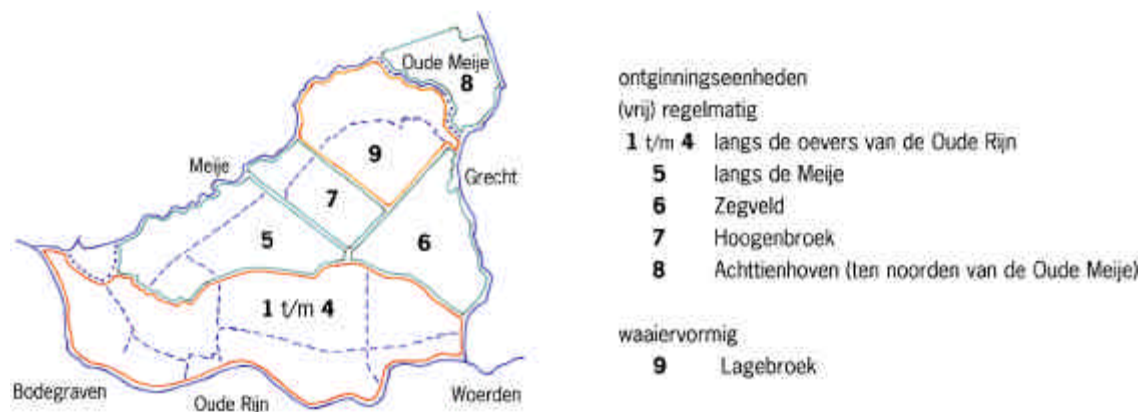 Oude Meije
8
9
Meije
Grecht
7
5
6
1 t/m 4
Bodegraven
Oude Rijn
Woerden
ontginningseenheden
(vrij) regelmatig
1 t/m 4 langs de oevers van de Oude Rijn
5 langs de Meije
6 Zegveld
7 Hoogenbroek
8 Achttienhoven (ten noorden van de Oude Meije)
waaiervormig
9 Lagebroek